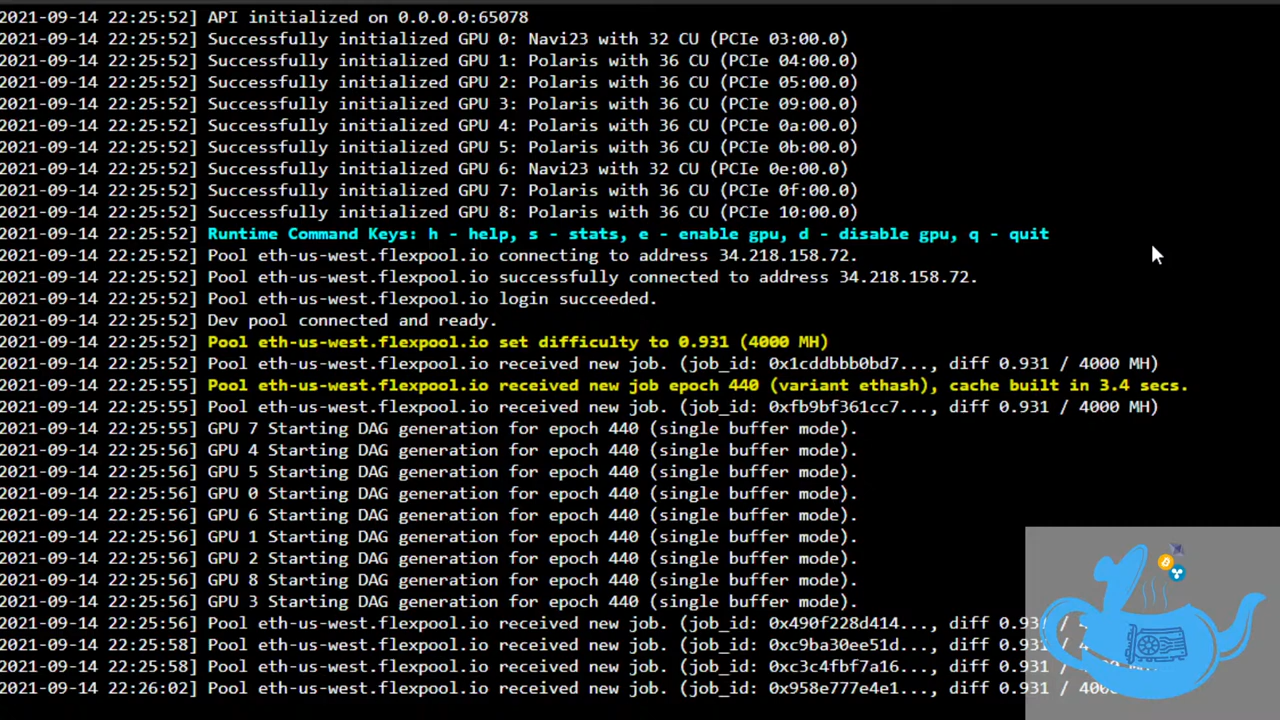 2021-09-14 22:25:52] API initialized on 0.0.0.0:65078
2021-09-14 22:25:52] Successfully initialized GPU 0: Navi23 with 32 CU (PCIe 03:00.0)
2021-09-14 22:25:52] Successfully initialized GPU 1: Polaris with 36 CU (PCIe 04:00.0)
2021-09-14 22:25:52] Successfully initialized GPU 2: Polaris with 36 CU (PCIe 05:00.0)
2021-09-14 22:25:52] Successfully initialized GPU 3: Polaris with 36 CU (PCIe 09:00.0)
2021-09-14 22:25:52] Successfully initialized GPU 4: Polaris with 36 CU (PCIe 0a:00.0)
2021-09-14 22:25:52] Successfully initialized GPU 5: Polaris with 36 CU (PCIe 0b:00.0)
2021-09-14 22:25:52] Successfully initialized GPU 6: Navi23 with 32 CU (PCIe 0e:00.0)
2021-09-14 22:25:52] Successfully initialized GPU 7: Polaris with 36 CU (PCIe 0f:00.0)
2021-09-14 22:25:52] Successfully initialized GPU 8: Polaris with 36 CU (PCIe 10:00.0)
2021-09-14 22:25:52] Runtime Command Keys: h - help, s - stats, e - enable gpu, d - disable gpu, q - quit
2021-09-14 22:25:52] Pool eth-us-west.flexpool.io connecting to address 34.218.158.72.
2021-09-14 22:25:52] Pool eth-us-west.flexpool.io successfully connected to address 34.218.158.72.
2021-09-14 22:25:52] Pool eth-us-west.flexpool.io login succeeded.
2021-09-14 22:25:52] Dev pool connected and ready.
2021-09-14 22:25:52] Pool eth-us-west.flexpool.io set difficulty to 0.931 (4000 MH)
2021-09-14 22:25:52] Pool eth-us-west.flexpool.io received new job. (job_id: 0x1cddbbb0bd7..., diff 0.931 / 4000 MH)
2021-09-14 22:25:55] Pool eth-us-west.flexpool.io received new job epoch 440 (variant ethash), cache built in 3.4 secs.
2021-09-14 22:25:55] Pool eth-us-west.flexpool.io received new job. (job_id: 0xfb9bf361cc7..., diff 0.931 / 4000 MH)
2021-09-14 22:25:55] GPU 7 Starting DAG generation for epoch 440 (single buffer mode).
2021-09-14 22:25:56] GPU 4 Starting DAG generation for epoch 440 (single buffer mode).
2021-09-14 22:25:56] GPU 5 Starting DAG generation for epoch 440 (single buffer mode).
2021-09-14 22:25:56] GPU 0 Starting DAG generation for epoch 440 (single buffer mode).
2021-09-14 22:25:56] GPU 6 Starting DAG generation for epoch 440 (single buffer mode).
2021-09-14 22:25:56] GPU 1 Starting DAG generation for epoch 440 (single buffer mode).
2021-09-14 22:25:56] GPU 2 Starting DAG generation for epoch 440 (single buffer mode).
2021-09-14 22:25:56] GPU 8 Starting DAG generation for epoch 440 (single buffer mode).
2021-09-14 22:25:56] GPU 3 Starting DAG generation for epoch 440 (single buffer mode).
2021-09-14 22:25:56] Pool eth-us-west.flexpool.io received new job. (job_id: 0x490f228d414..., diff 0.931 /
2021-09-14 22:25:58] Pool eth-us-west.flexpool.io received new job. (job_id: 0xc9ba30ee51d..., diff 0.931
2021-09-14 22:25:58] Pool eth-us-west.flexpool.io received new job. (job_id: 0xc3c4fbf7a16..., diff 0.931
2021-09-14 22:26:02] Pool eth-us-west.flexpool.io received new job. (job_id: 0x958e777e4e1..., diff 0.931 /